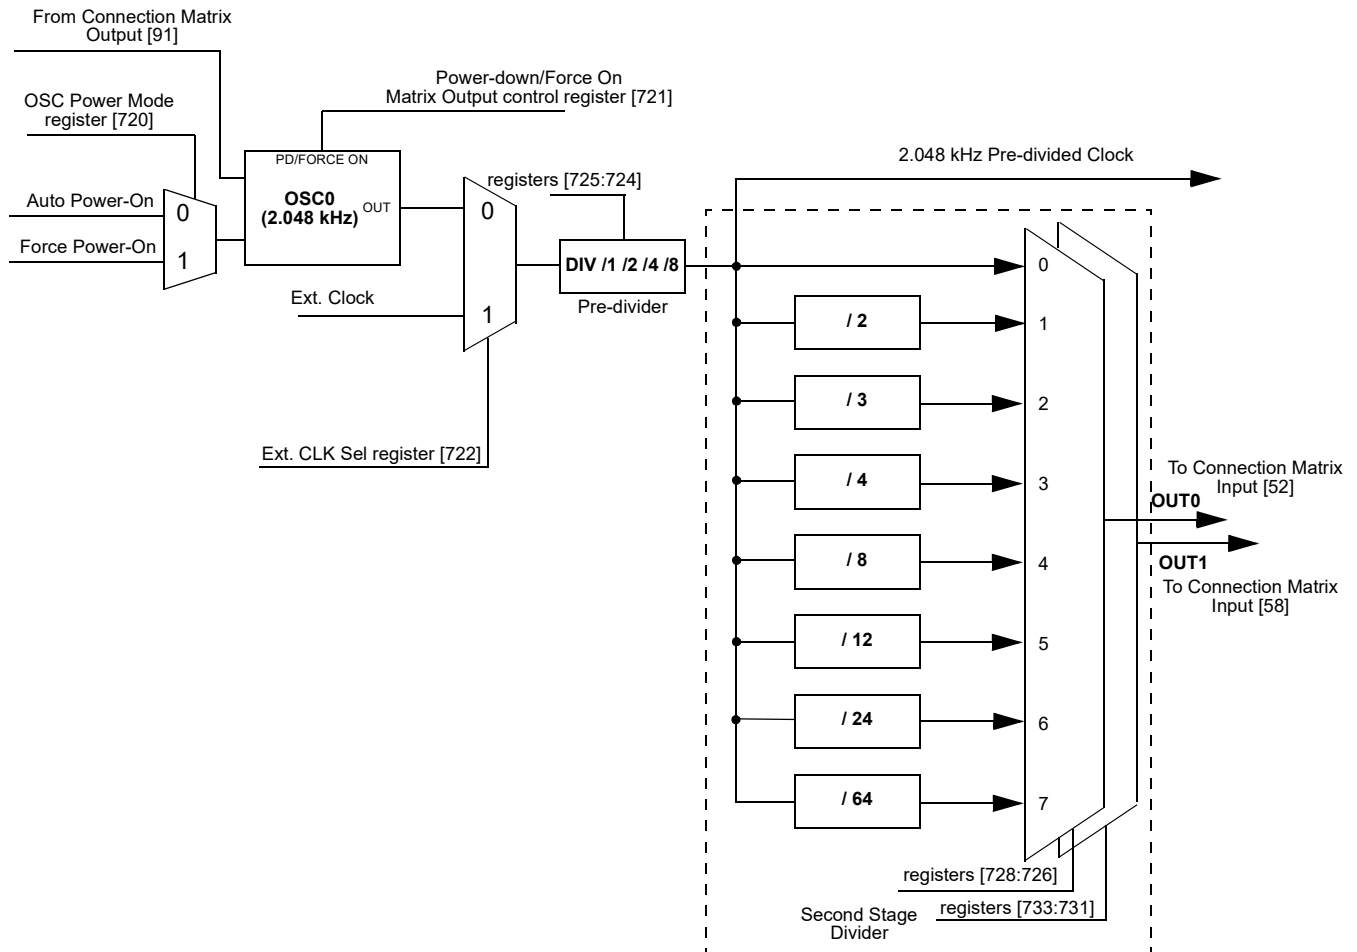 From Connection Matrix
Output [91]
OSC Power Mode
register [720]
Auto Power-On
Force Power-On
0
1
Power-down/Force On
Matrix Output control register [721]
PD/FORCE ON
OSC0
(2.048 kHz)
OUT
Ext. Clock
0
1
Ext. CLK Sel register [722]
registers [725:724]
DIV /1 /2 /4 /8
Pre-divider
2.048 kHz Pre-divided Clock
0
/ 2
1
/ 3
2
/ 4
3
/ 8
4
/ 12
5
/ 24
6
/ 64
7
To Connection Matrix
Input [52]
OUT0
OUT1
To Connection Matrix
Input [58]
registers [728:726]
registers [733:731]
Second Stage
Divider